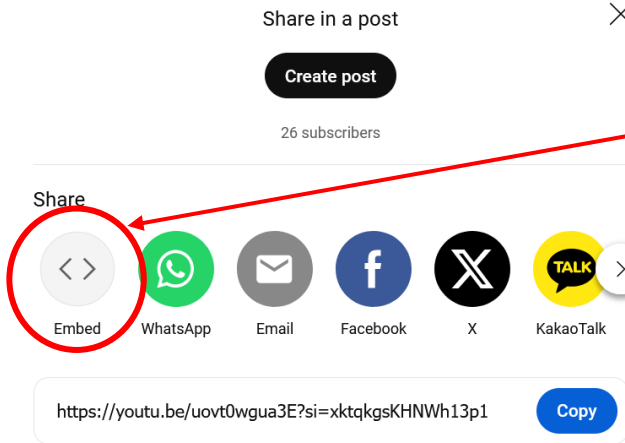 Share in a post
Create post
26 subscribers
Share
TALK
Embed WhatsApp Email Facebook X KakaoTalk
https://youtu.be/uovt0wgua3E?si=xktqkgsKHNWh13p1
Copy